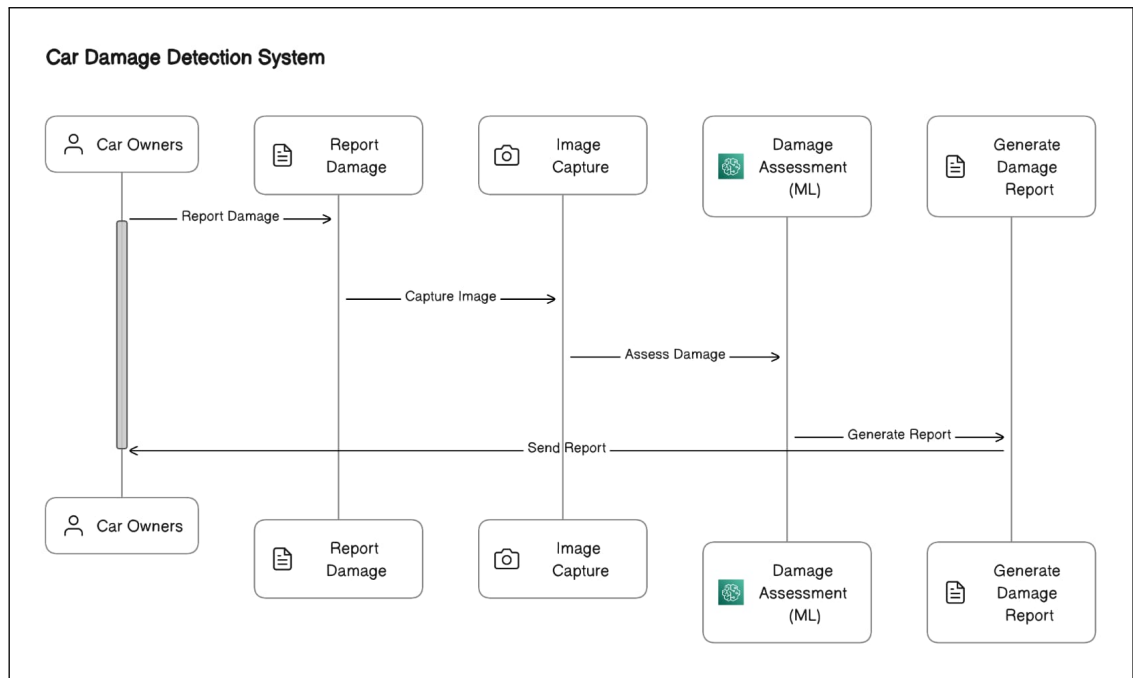 Car Damage Detection System
Car Owners
Report
Damage
Image
Capture
Damage
Assessment
(ML)
Generate
Damage
Report
Report Damage
Capture Image
Assess Damage
Generate Report
Send Report
Car Owners
Report
Damage
Image
Capture
Damage
Assessment
(ML)
Generate
Damage
Report